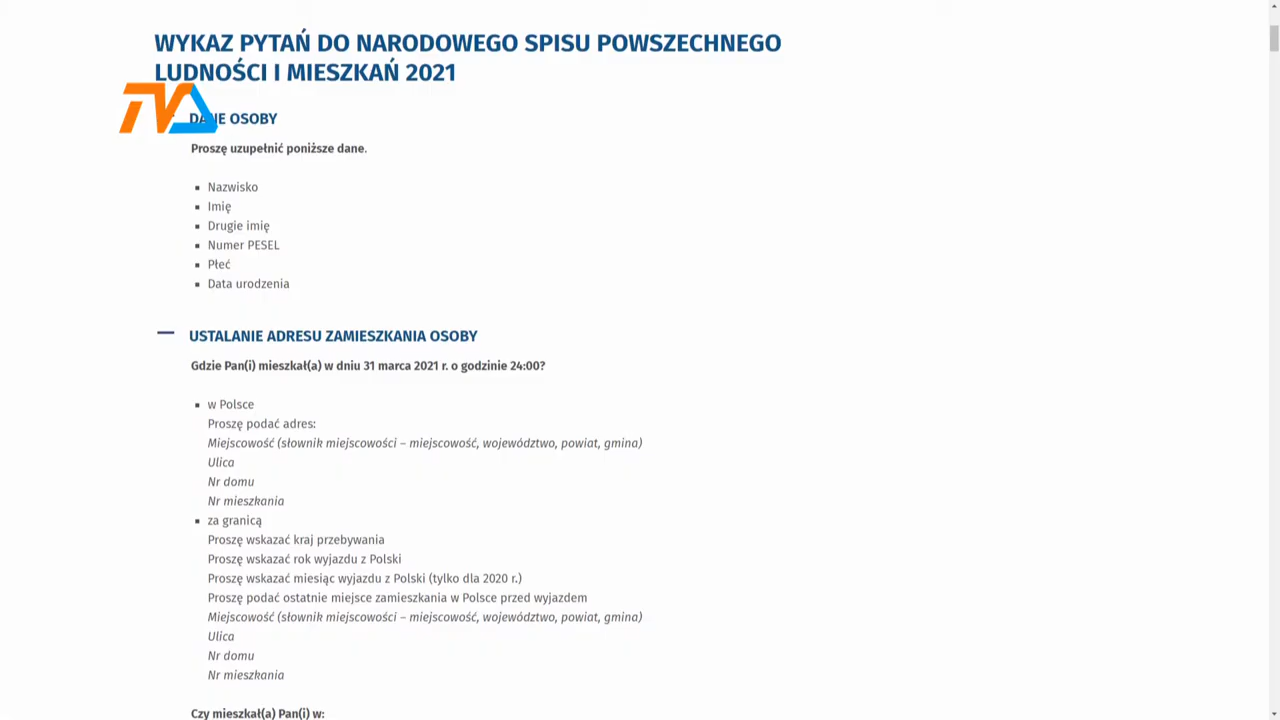 WYKAZ PYTAŃ DO NARODOWEGO SPISU POWSZECHNEGO
LUDNOŚCI I MIESZKAŃ 2021
TVD
DANE OSOBY
Proszę uzupełnić poniższe dane.
Nazwisko
Imię
Drugie imię
Numer PESEL
Płeć
Data urodzenia
USTALANIE ADRESU ZAMIESZKANIA OSOBY
Gdzie Pan(i) mieszkał(a) w dniu 31 marca 2021 r. o godzinie 24:00?
w Polsce
Proszę podać adres:
Miejscowość (słownik miejscowości – miejscowość, województwo, powiat, gmina)
Ulica
Nr domu
Nr mieszkania
za granicą
Proszę wskazać kraj przebywania
Proszę wskazać rok wyjazdu z Polski
Proszę wskazać miesiąc wyjazdu z Polski (tylko dla 2020 r.)
Proszę podać ostatnie miejsce zamieszkania w Polsce przed wyjazdem
Miejscowość (słownik miejscowości – miejscowość, województwo, powiat, gmina)
Ulica
Nr domu
Nr mieszkania
Czy mieszkał(a) Pan(i) w: